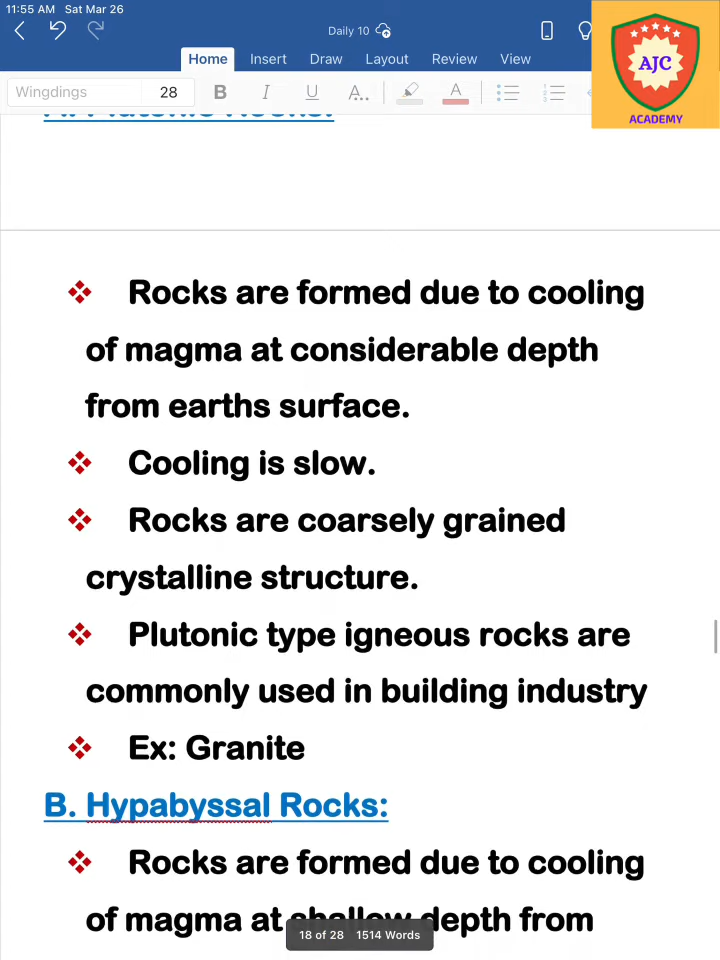 11:55 AM Sat Mar 26
Daily 10
Home Insert Draw Layout Review View
AJC
ACADEMY
Wingdings 28 B I U A..  A
A. Plutonic Rocks:
Rocks are formed due to cooling
of magma at considerable depth
from earths surface.
Cooling is slow.
Rocks are coarsely grained
crystalline structure.
Plutonic type igneous rocks are
commonly used in building industry
Ex: Granite
B. Hypabyssal Rocks:
Rocks are formed due to cooling
of magma at shallow depth from
18 of 28 1514 Words